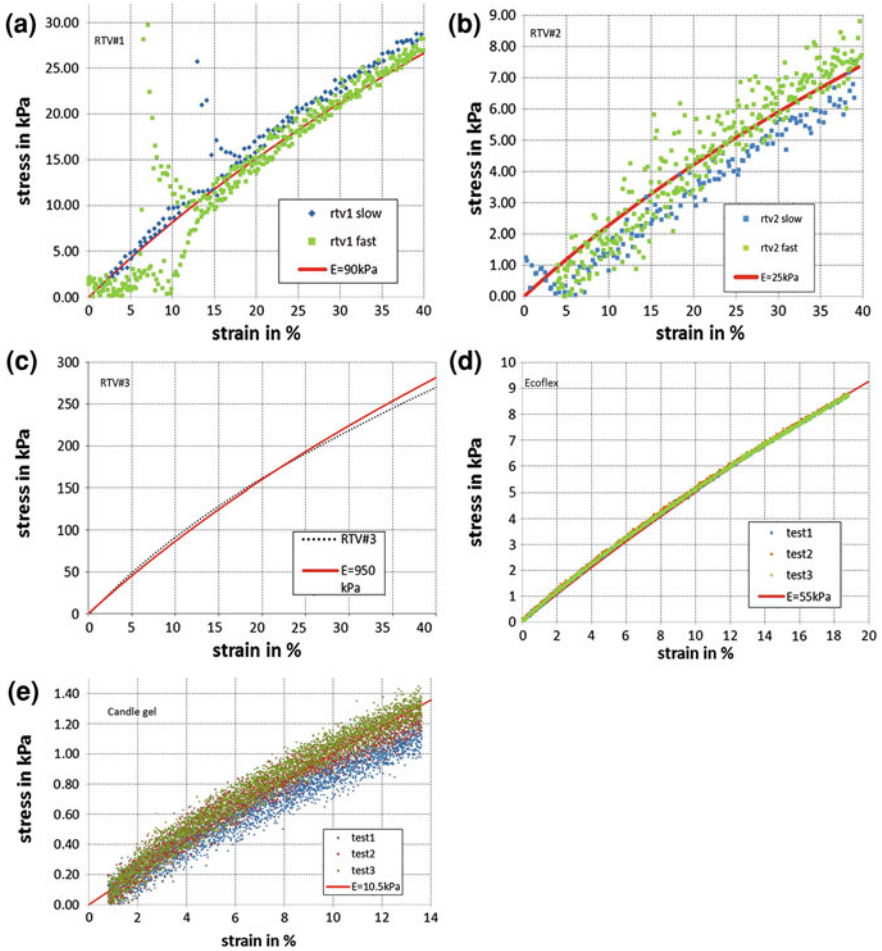 (a)
RTV#1
stress in kPa
30.00
25.00
20.00
15.00
10.00
5.00
0.00
rtv1 slow
rtv1 fast
E=90kPa
0 5 10 15 20 25 30 35 40
strain in %
(b)
RTV#2
stress in kPa
9.00
8.00
7.00
6.00
5.00
4.00
3.00
2.00
1.00
0.00
rtv2 slow
rtv2 fast
E=25kPa
0 5 10 15 20 25 30 35 40
strain in %
(c)
RTV#3
stress in kPa
300
250
200
150
100
50
0
RTV#3
E=950
kPa
0 5 10 15 20 25 30 35 40
strain in %
(d)
Ecoflex
stress in kPa
10
9
8
7
6
5
4
3
2
1
0
test1
test2
test3
E=55kPa
0 2 4 6 8 10 12 14 16 18 20
strain in %
(e)
Candle gel
stress in kPa
1.40
1.20
1.00
0.80
0.60
0.40
0.20
0.00
test1
test2
test3
E=10.5kPa
0 2 4 6 8 10 12 14
strain in %